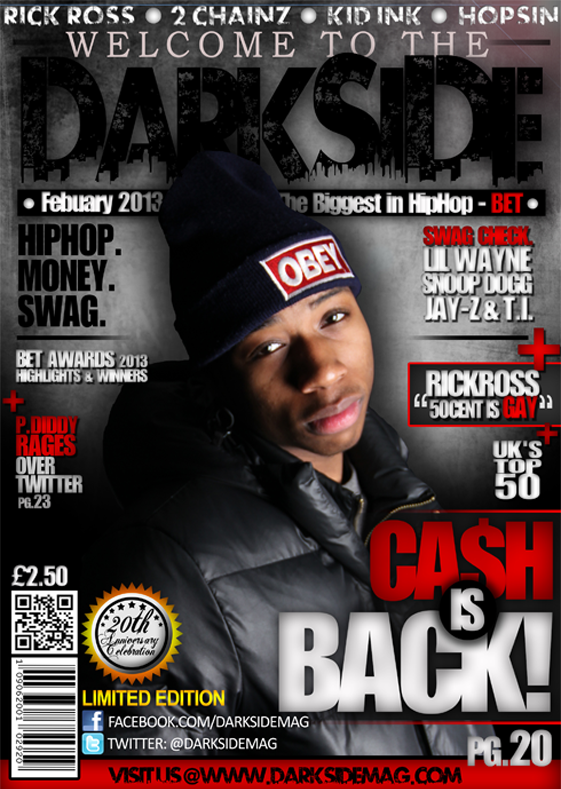 RICK ROSS • 2 CHAINZ • KID INK • HOPSIN
WELCOME TO THE
DARKSIDE
• Febuary 2013 The Biggest in HipHop - BET •
HIPHOP.
MONEY.
SWAG.
SWAG CHECK.
LIL WAYNE
SNOOP DOGG
JAY-Z & T.I.
OBEY
BET AWARDS 2013
HIGHLIGHTS & WINNERS
+
RICKROSS
“50CENT IS GAY”
+
P.DIDDY
RAGES
OVER
TWITTER
PG.23
+
UK'S
TOP
50
CA$H
IS
BACK!
PG.20
£2.50
20th
Anniversary
Celebration
LIMITED EDITION
FACEBOOK.COM/DARKSIDEMAG
TWITTER: @DARKSIDEMAG
1 09062001 02920
VISIT US @ WWW.DARKSIDEMAG.COM